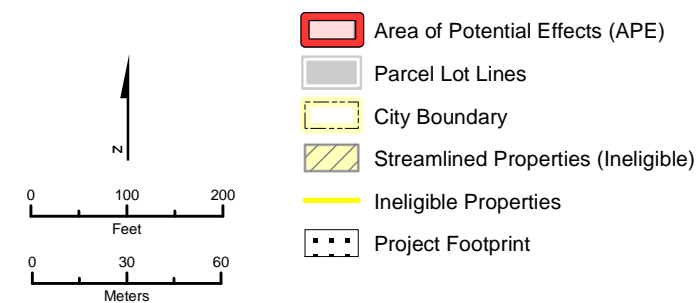 N
0 100 200
Feet
0 30 60
Meters
Area of Potential Effects (APE)
Parcel Lot Lines
City Boundary
Streamlined Properties (Ineligible)
Ineligible Properties
Project Footprint